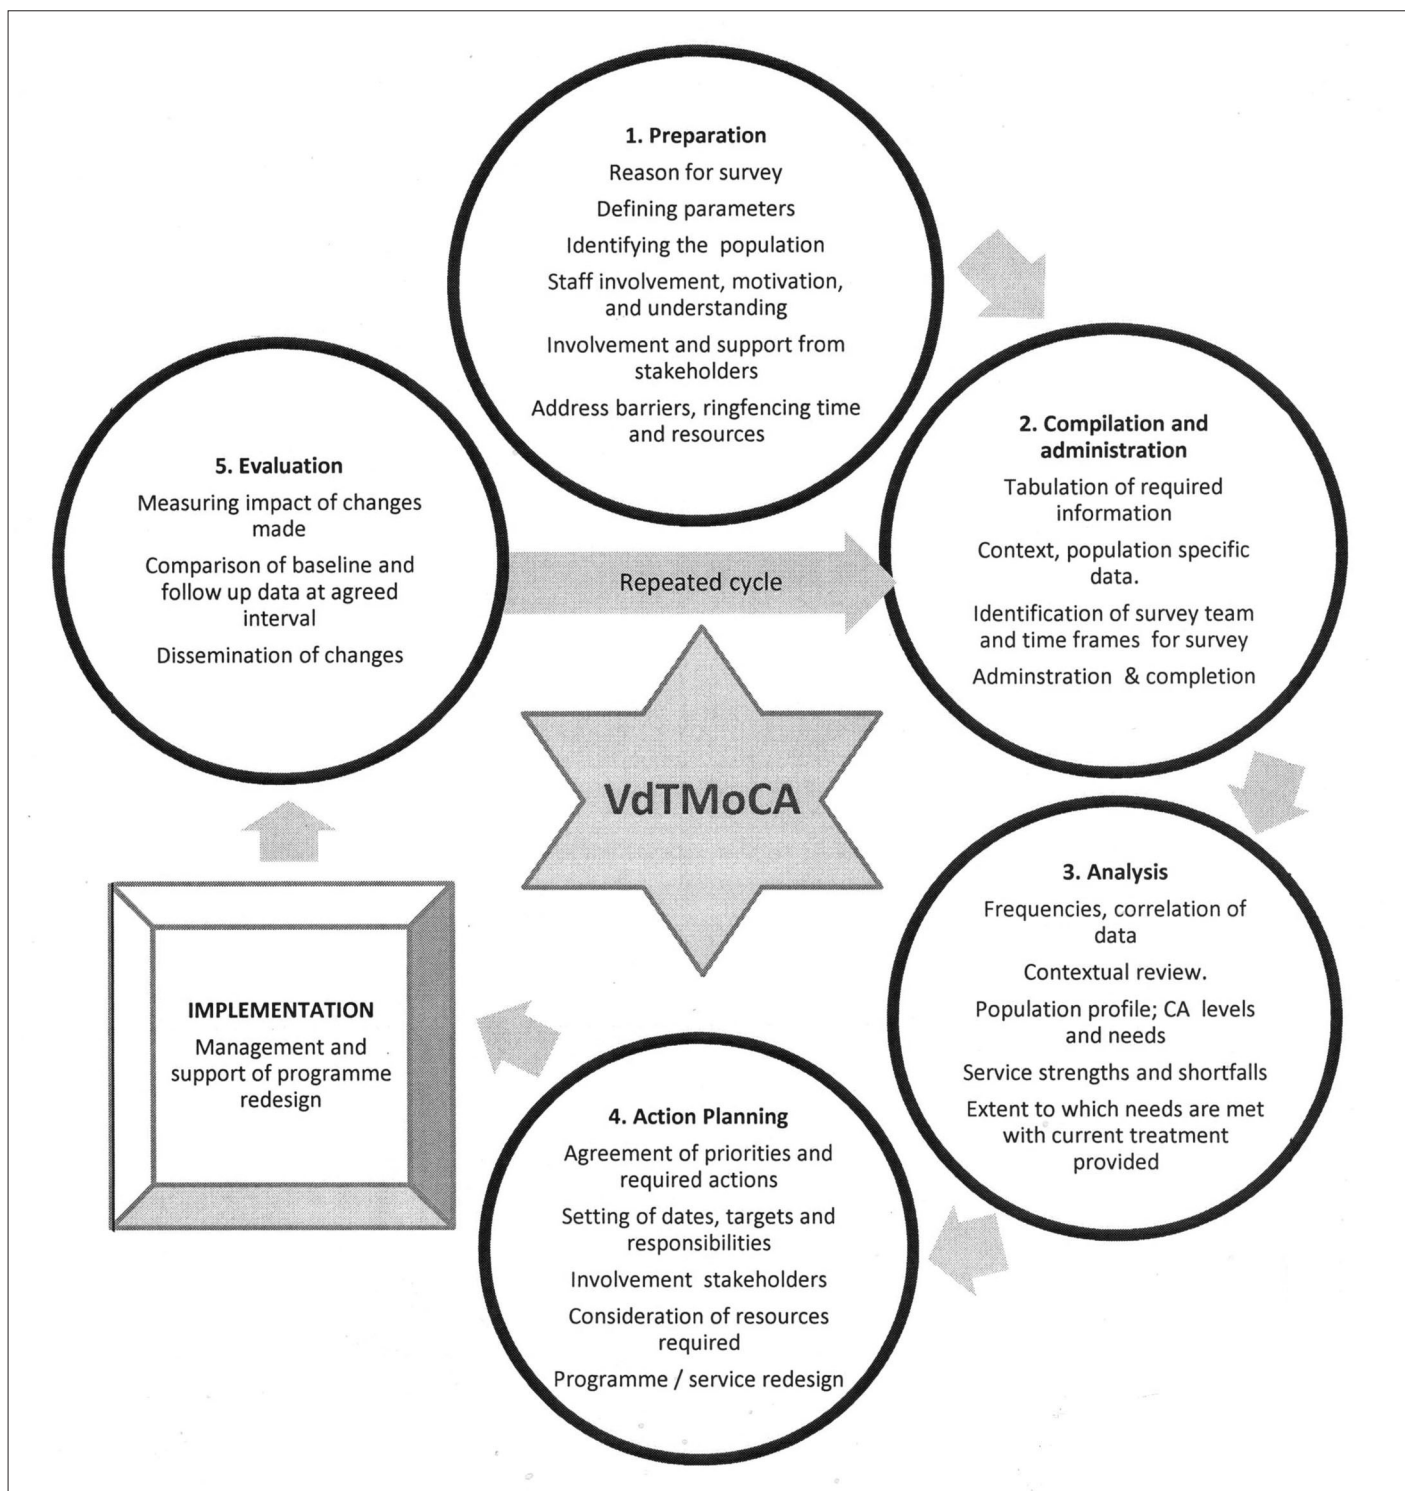 1. Preparation
Reason for survey
Defining parameters
Identifying the population
Staff involvement, motivation,
and understanding
Involvement and support from
stakeholders
Address barriers, ringfencing time
and resources
2. Compilation and
administration
Tabulation of required
information
Context, population specific
data.
Identification of survey team
and time frames for survey
Adminstration & completion
3. Analysis
Frequencies, correlation of
data
Contextual review.
Population profile; CA levels
and needs
Service strengths and shortfalls
Extent to which needs are met
with current treatment
provided
4. Action Planning
Agreement of priorities and
required actions
Setting of dates, targets and
responsibilities
Involvement stakeholders
Consideration of resources
required
Programme / service redesign
IMPLEMENTATION
Management and
support of programme
redesign
5. Evaluation
Measuring impact of changes
made
Comparison of baseline and
follow up data at agreed
interval
Dissemination of changes
Repeated cycle
VdTMoCA